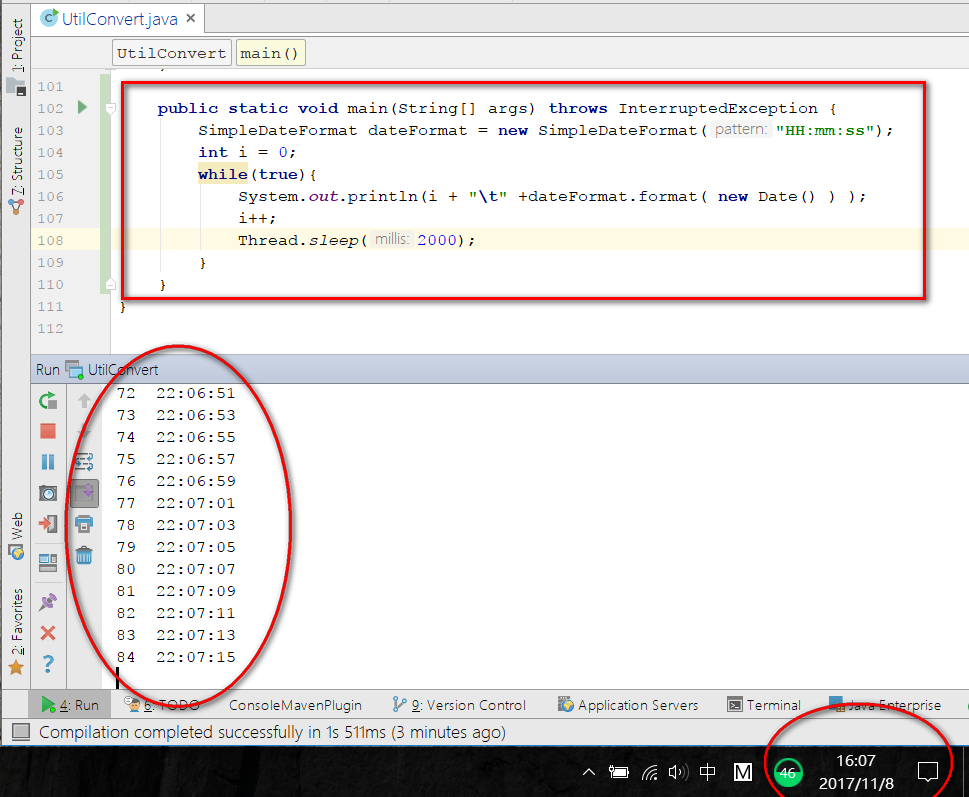 UtilConvert.java
1: Project
UtilConvert
main()
101
102 public static void main(String[] args) throws InterruptedException {
103 SimpleDateFormat dateFormat = new SimpleDateFormat( pattern: "HH:mm:ss");
104 int i = 0;
105 while(true){
106 System.out.println(i + "\t" +dateFormat.format( new Date() ) );
107 i++;
108 Thread.sleep( millis: 2000);
109 }
110 }
111 }
112
Z: Structure
Run UtilConvert
72 22:06:51
73 22:06:53
74 22:06:55
75 22:06:57
76 22:06:59
77 22:07:01
78 22:07:03
79 22:07:05
80 22:07:07
81 22:07:09
82 22:07:11
83 22:07:13
84 22:07:15
Web
2: Favorites
4: Run 6: TODO ConsoleMavenPlugin 9: Version Control Application Servers Terminal Java Enterprise
Compilation completed successfully in 1s 511ms (3 minutes ago)
中 M 46 16:07
2017/11/8